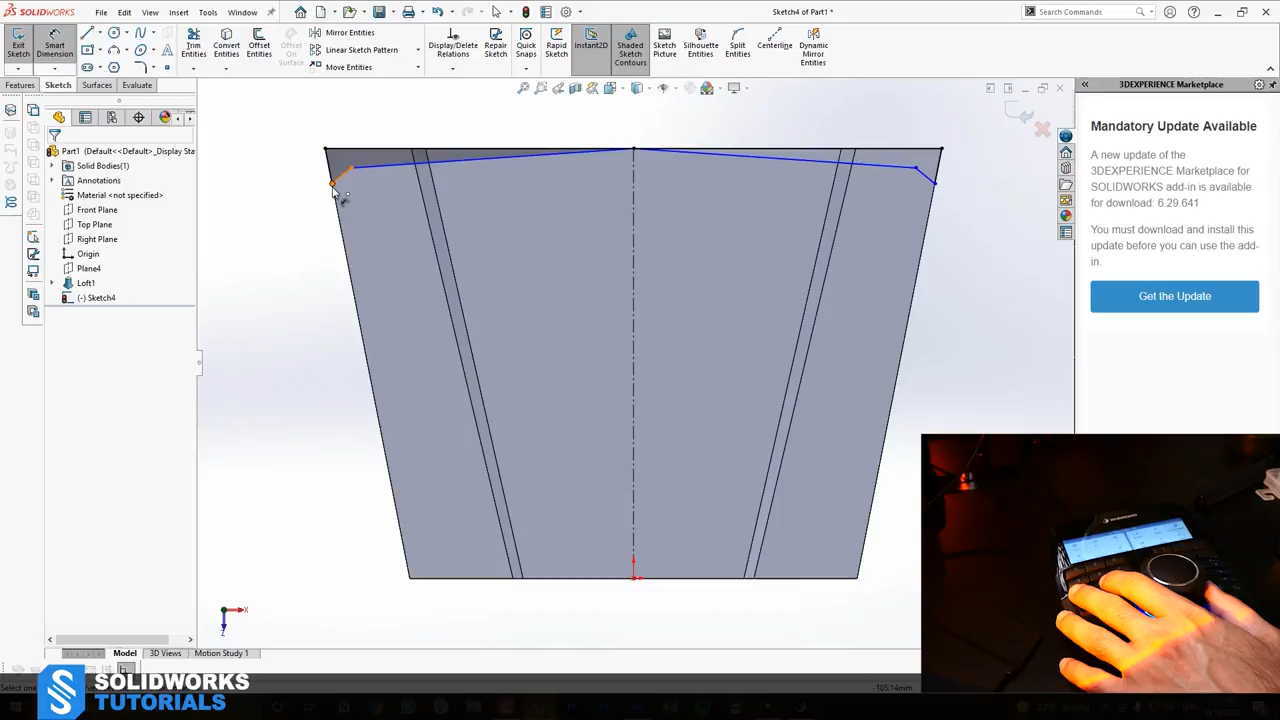 SOLIDWORKS
File
Edit
View
Insert
Tools
Window
Sketch4 of Part1 *
Search Commands
Exit Sketch
Smart Dimension
Trim Entities
Convert Entities
Offset Entities
Offset On Surface
Mirror Entities
Linear Sketch Pattern
Move Entities
Display/Delete Relations
Repair Sketch
Quick Snaps
Rapid Sketch
Instant2D
Shaded Sketch Contours
Sketch Picture
Silhouette Entities
Split Entities
Centerline
Dynamic Mirror Entities
Features
Sketch
Surfaces
Evaluate
3DEXPERIENCE Marketplace
Mandatory Update Available
A new update of the
3DEXPERIENCE Marketplace for
SOLIDWORKS add-in is available
for download: 6.29.641
You must download and install this
update before you can use the add-
in.
Get the Update
Part1 (Default<<Default>_Display Sta
Solid Bodies(1)
Annotations
Material <not specified>
Front Plane
Top Plane
Right Plane
Origin
Plane4
Loft1
(-) Sketch4
X
Z
Model
3D Views
Motion Study 1
-103.14mm
SOLIDWORKS
TUTORIALS